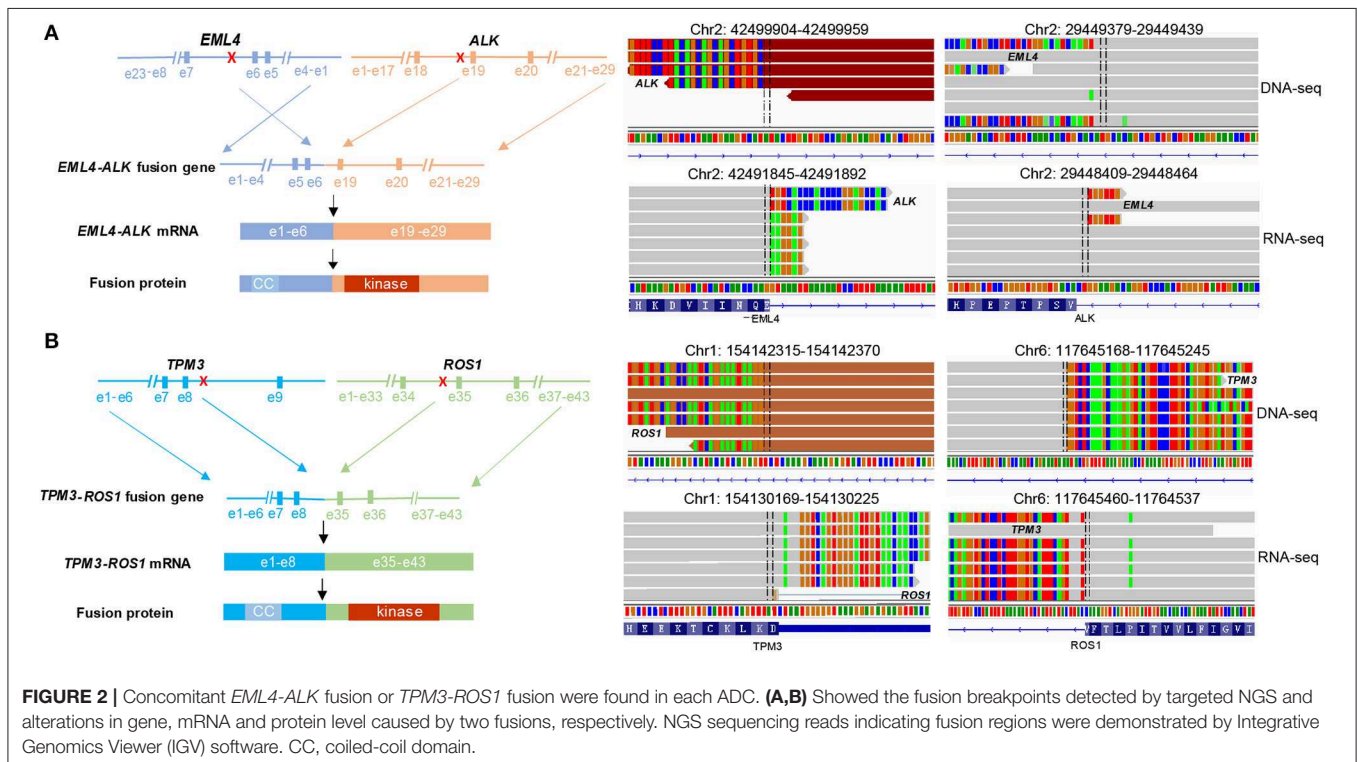 A
EML4
ALK
X
X
e23-e8
e7
e6 e5
e4-e1
e1-e17
e18
e19
e20
e21-e29
EML4-ALK fusion gene
e1-e4
e5 e6
e19
e20
e21-e29
EML4-ALK mRNA
e1-e6
e19-e29
Fusion protein
CC
kinase
Chr2: 42499904-42499959
ALK
Chr2: 29449379-29449439
EML4
DNA-seq
Chr2: 42491845-42491892
ALK
H K D V I I N Q E
EML4
Chr2: 29448409-29448464
EML4
RNA-seq
H P E P T P S V
ALK
B
TPM3
ROS1
X
X
e1-e6
e7
e8
e9
e1-e33
e34
e35
e36
e37-e43
TPM3-ROS1 fusion gene
e1-e6
e7
e8
e35
e36
e37-e43
TPM3-ROS1 mRNA
e1-e8
e35-e43
Fusion protein
CC
kinase
Chr1: 154142315-154142370
ROS1
Chr6: 117645168-117645245
TPM3
DNA-seq
Chr1: 154130169-154130225
ROS1
H E E K T C K L K D
TPM3
Chr6: 117645460-11764537
TPM3
RNA-seq
V F T L P I T V V L F I G V I
ROS1
FIGURE 2 | Concomitant EML4-ALK fusion or TPM3-ROS1 fusion were found in each ADC. (A,B) Showed the fusion breakpoints detected by targeted NGS and
alterations in gene, mRNA and protein level caused by two fusions, respectively. NGS sequencing reads indicating fusion regions were demonstrated by Integrative
Genomics Viewer (IGV) software. CC, coiled-coil domain.